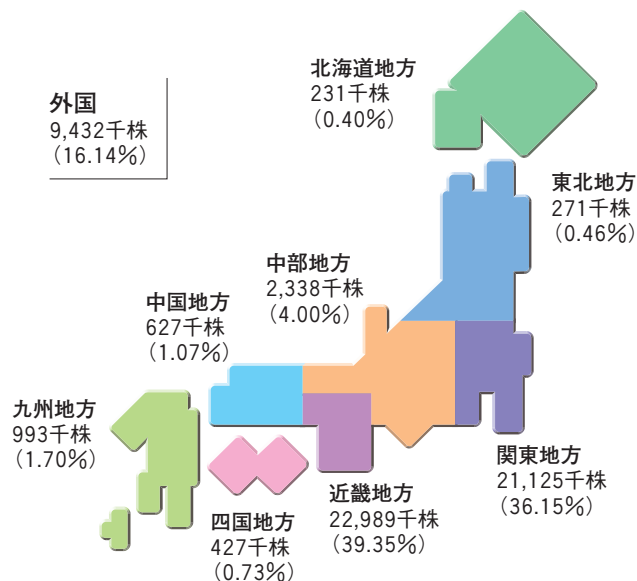 北海道地方
231千株
(0.40%)
外国
9,432千株
(16.14%)
東北地方
271千株
(0.46%)
中部地方
2,338千株
(4.00%)
中国地方
627千株
(1.07%)
九州地方
993千株
(1.70%)
関東地方
21,125千株
(36.15%)
近畿地方
22,989千株
(39.35%)
四国地方
427千株
(0.73%)